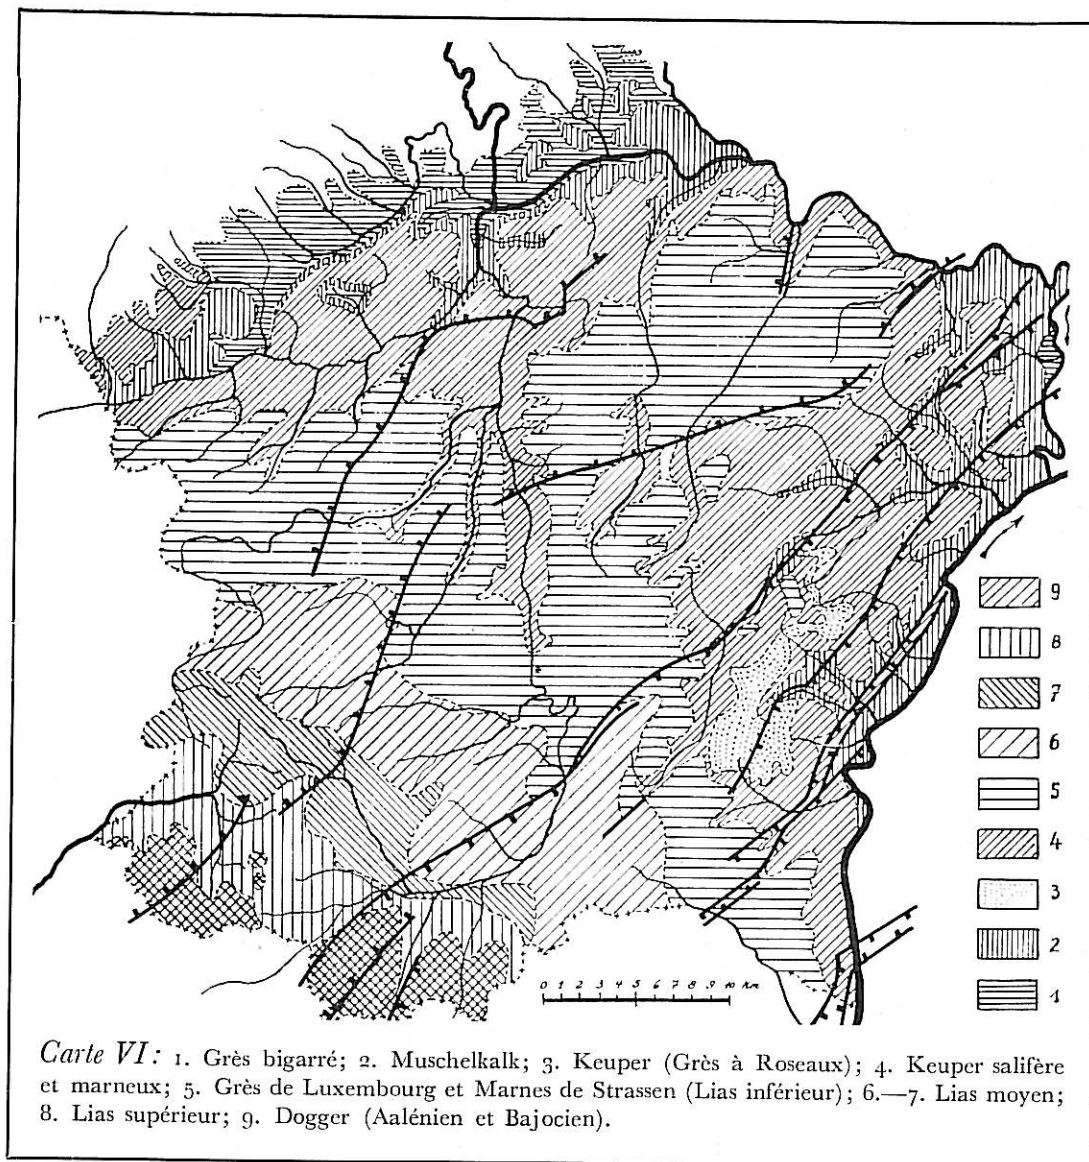 9
8
7
6
5
4
3
2
1
0 1 2 3 4 5 6 7 8 9 10 Km
Carte VI: 1. Grès bigarré; 2. Muschelkalk; 3. Keuper (Grès à Roseaux); 4. Keuper salifère
et marneux; 5. Grès de Luxembourg et Marnes de Strassen (Lias inférieur); 6.—7. Lias moyen;
8. Lias supérieur; 9. Dogger (Aalénien et Bajocien).